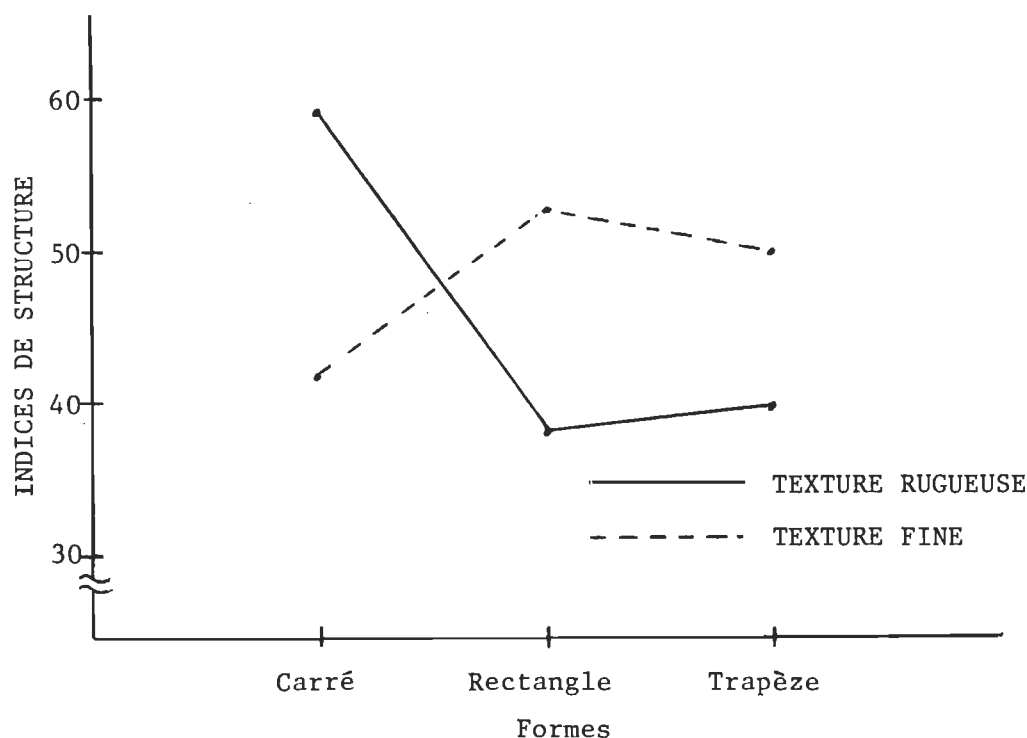 INDICES DE STRUCTURE
60
50
40
30
TEXTURE RUGUEUSE
TEXTURE FINE
Carré Rectangle Trapèze
Formes